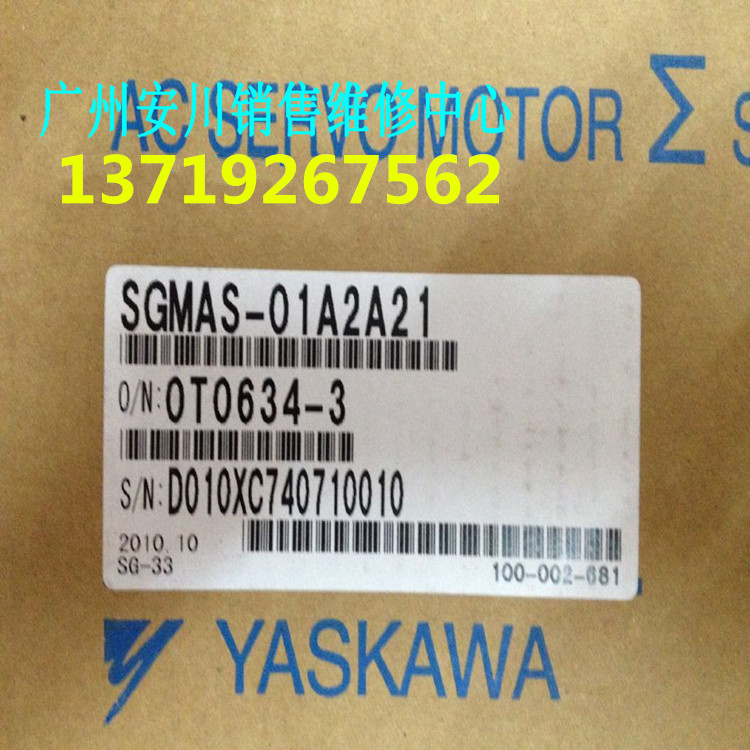 广州安川销售维修中心
AC SERVO MOTOR Σ S
13719267562
SGMAS-01A2A21
O/N: 0T0634-3
S/N: D010XC740710010
2010.10
SG-33
100-002-681
YASKAWA